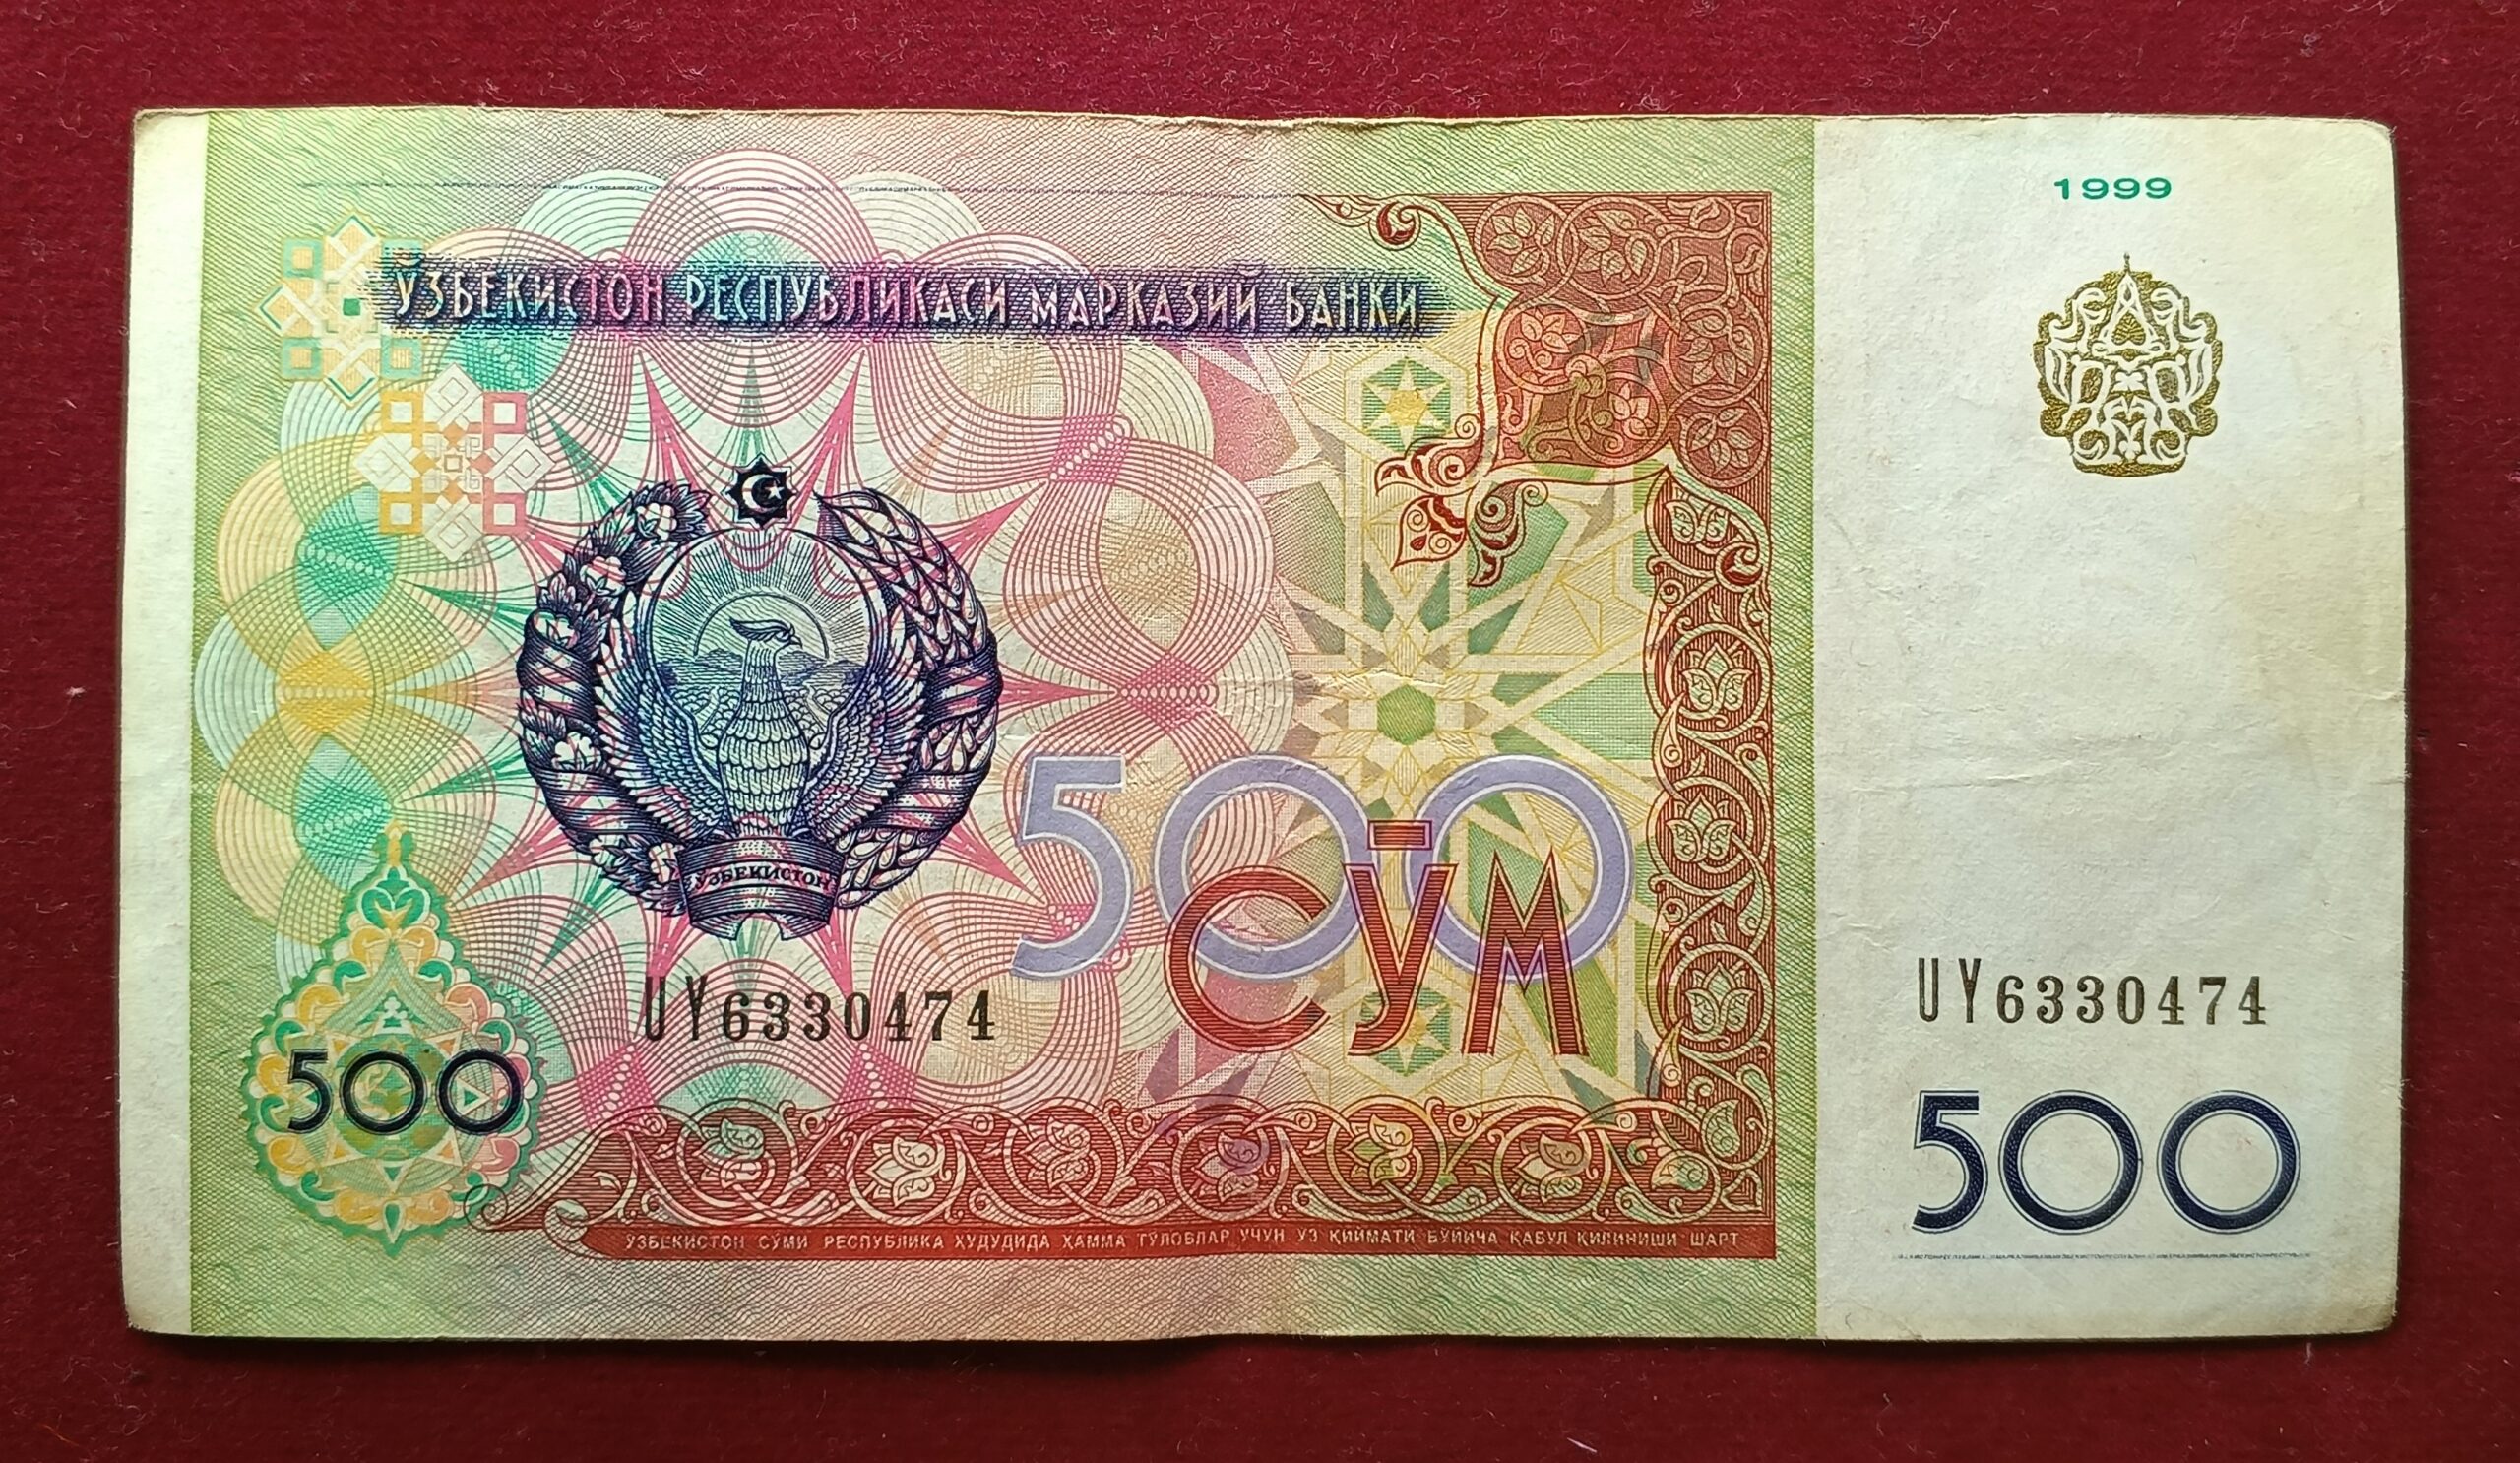 1999
ЎЗБЕКИСТОН РЕСПУБЛИКАСИ МАРКАЗИЙ БАНКИ
ЎЗБЕКИСТОН
500
СЎМ
UY6330474
UY6330474
500
500
ЎЗБЕКИСТОН СЎМИ РЕСПУБЛИКА ҲУДУДИДА ҲАММА ТЎЛОВЛАР УЧУН ЎЗ ҚИЙМАТИ БЎЙИЧА ҚАБУЛ ҚИЛИНИШИ ШАРТ